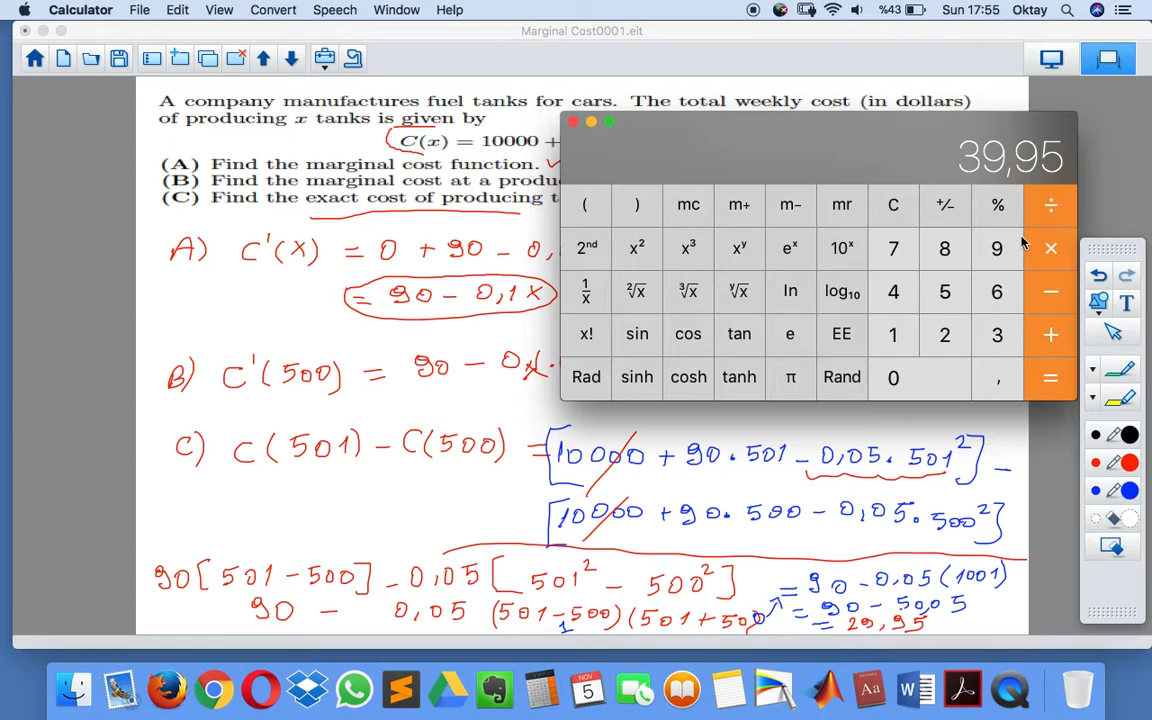 Calculator File Edit View Convert Speech Window Help %43 Sun 17:55 Oktay
Marginal Cost0001.eit
A company manufactures fuel tanks for cars. The total weekly cost (in dollars)
of producing x tanks is given by
C(x) = 10000 +
(A) Find the marginal cost function.
(B) Find the marginal cost at a produ
(C) Find the exact cost of producing t
39,95
( ) mc m+ m- mr C +/- % ÷
2nd x² x³ xʸ eˣ 10ˣ 7 8 9 ×
1/x ²√x ³√x ʸ√x ln log₁₀ 4 5 6 −
x! sin cos tan e EE 1 2 3 +
Rad sinh cosh tanh π Rand 0 , =
A) C'(x) = 0 + 90 - 0,
= 90 - 0,1x
B) C'(500) = 90 -
C) C(501) - C(500) = [10000 + 90.501 - 0,05.501²] -
[10000 + 90.500 - 0,05.500²]
90[501-500] - 0,05[501² - 500²]
90 - 0,05 (501-500)(501+500
1
= 90 - 0,05(1001)
= 90 - 50,05
= 29,95
T
NOV
5
Aa
W